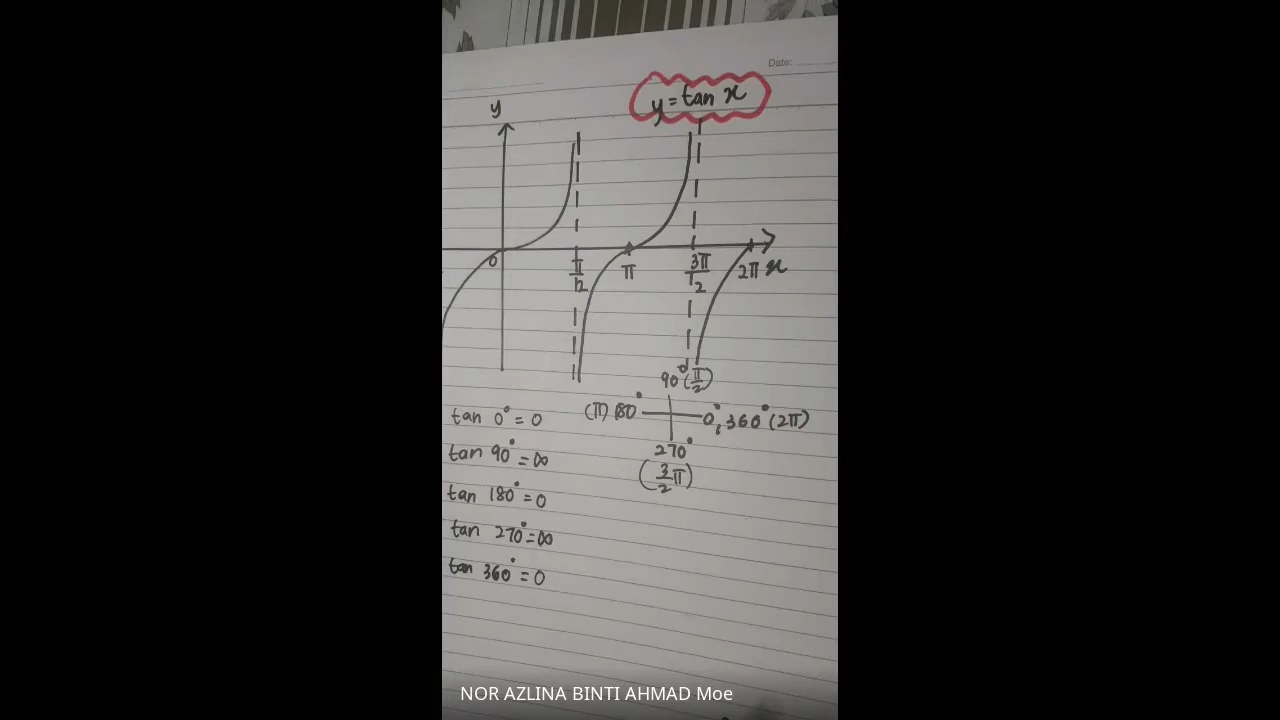 Date: ............
y = tan x
y
0
π/2
π
3π/2
2π x
90° (π/2)
(π) 180°
0°, 360° (2π)
270°
(3/2 π)
tan 0° = 0
tan 90° = ∞
tan 180° = 0
tan 270° = ∞
tan 360° = 0
NOR AZLINA BINTI AHMAD Moe